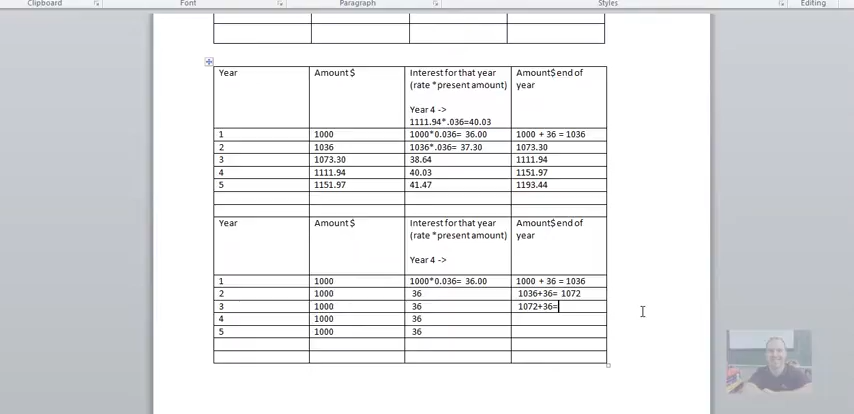 Clipboard Font Paragraph Styles Editing
Year Amount $ Interest for that year Amount$ end of
(rate *present amount) year
Year 4 ->
1111.94*.036=40.03
1 1000 1000*0.036= 36.00 1000 + 36 = 1036
2 1036 1036*.036= 37.30 1073.30
3 1073.30 38.64 1111.94
4 1111.94 40.03 1151.97
5 1151.97 41.47 1193.44
Year Amount $ Interest for that year Amount$ end of
(rate *present amount) year
Year 4 ->
1 1000 1000*0.036= 36.00 1000 + 36 = 1036
2 1000 36 1036+36= 1072
3 1000 36 1072+36=
4 1000 36
5 1000 36